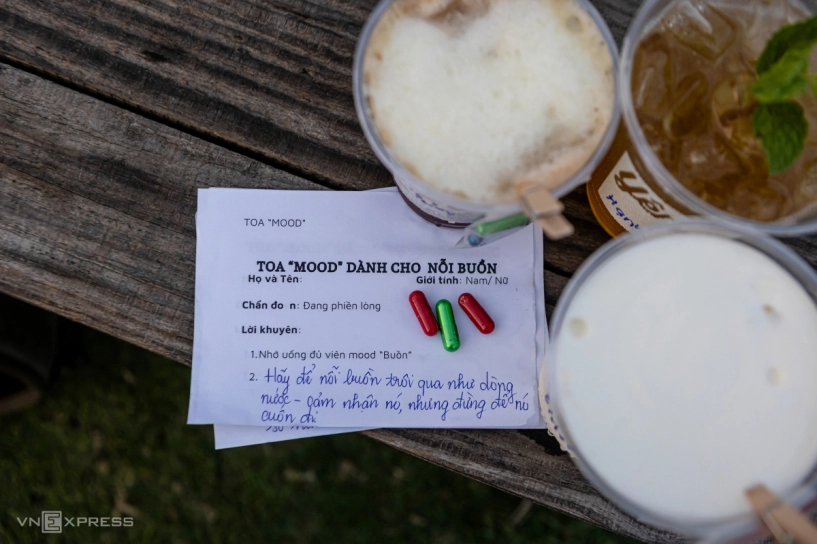 TOA "MOOD"
TOA "MOOD" DÀNH CHO NỖI BUỒN
Họ và Tên: Giới tính: Nam/ Nữ
Chẩn đo n: Đang phiền lòng
Lời khuyên:
1. Nhớ uống đủ viên mood "Buồn"
2. Hãy để nỗi buồn trôi qua như dòng
nước - cảm nhận nó, nhưng đừng để nó
cuốn đi
Yên
VNEXPRESS